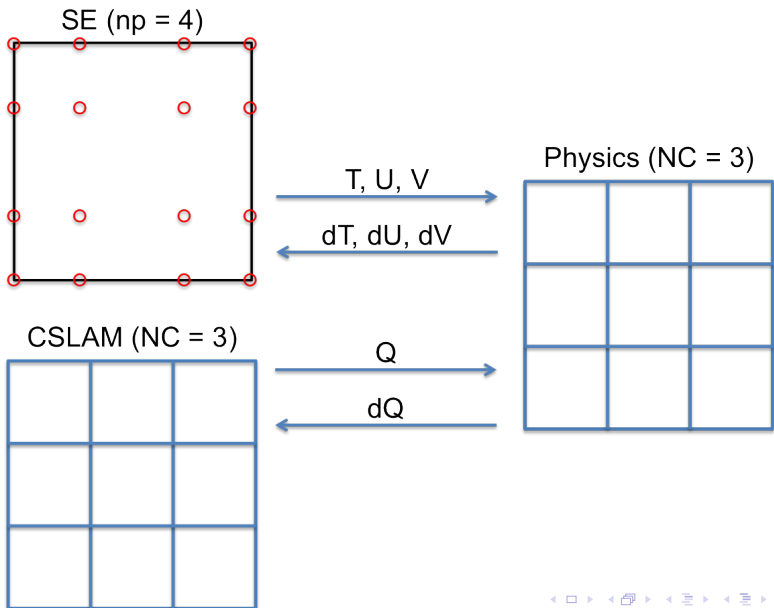 SE (np = 4)
T, U, V
Physics (NC = 3)
dT, dU, dV
CSLAM (NC = 3)
Q
dQ